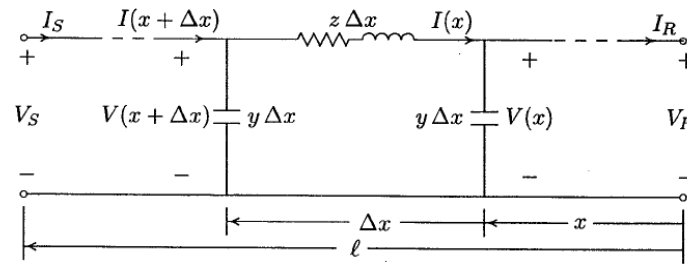 I_S I(x + Δx) z Δx I(x) I_R
+ + + +
V_S V(x + Δx) y Δx y Δx V(x)
− − − −
Δx x
ℓ